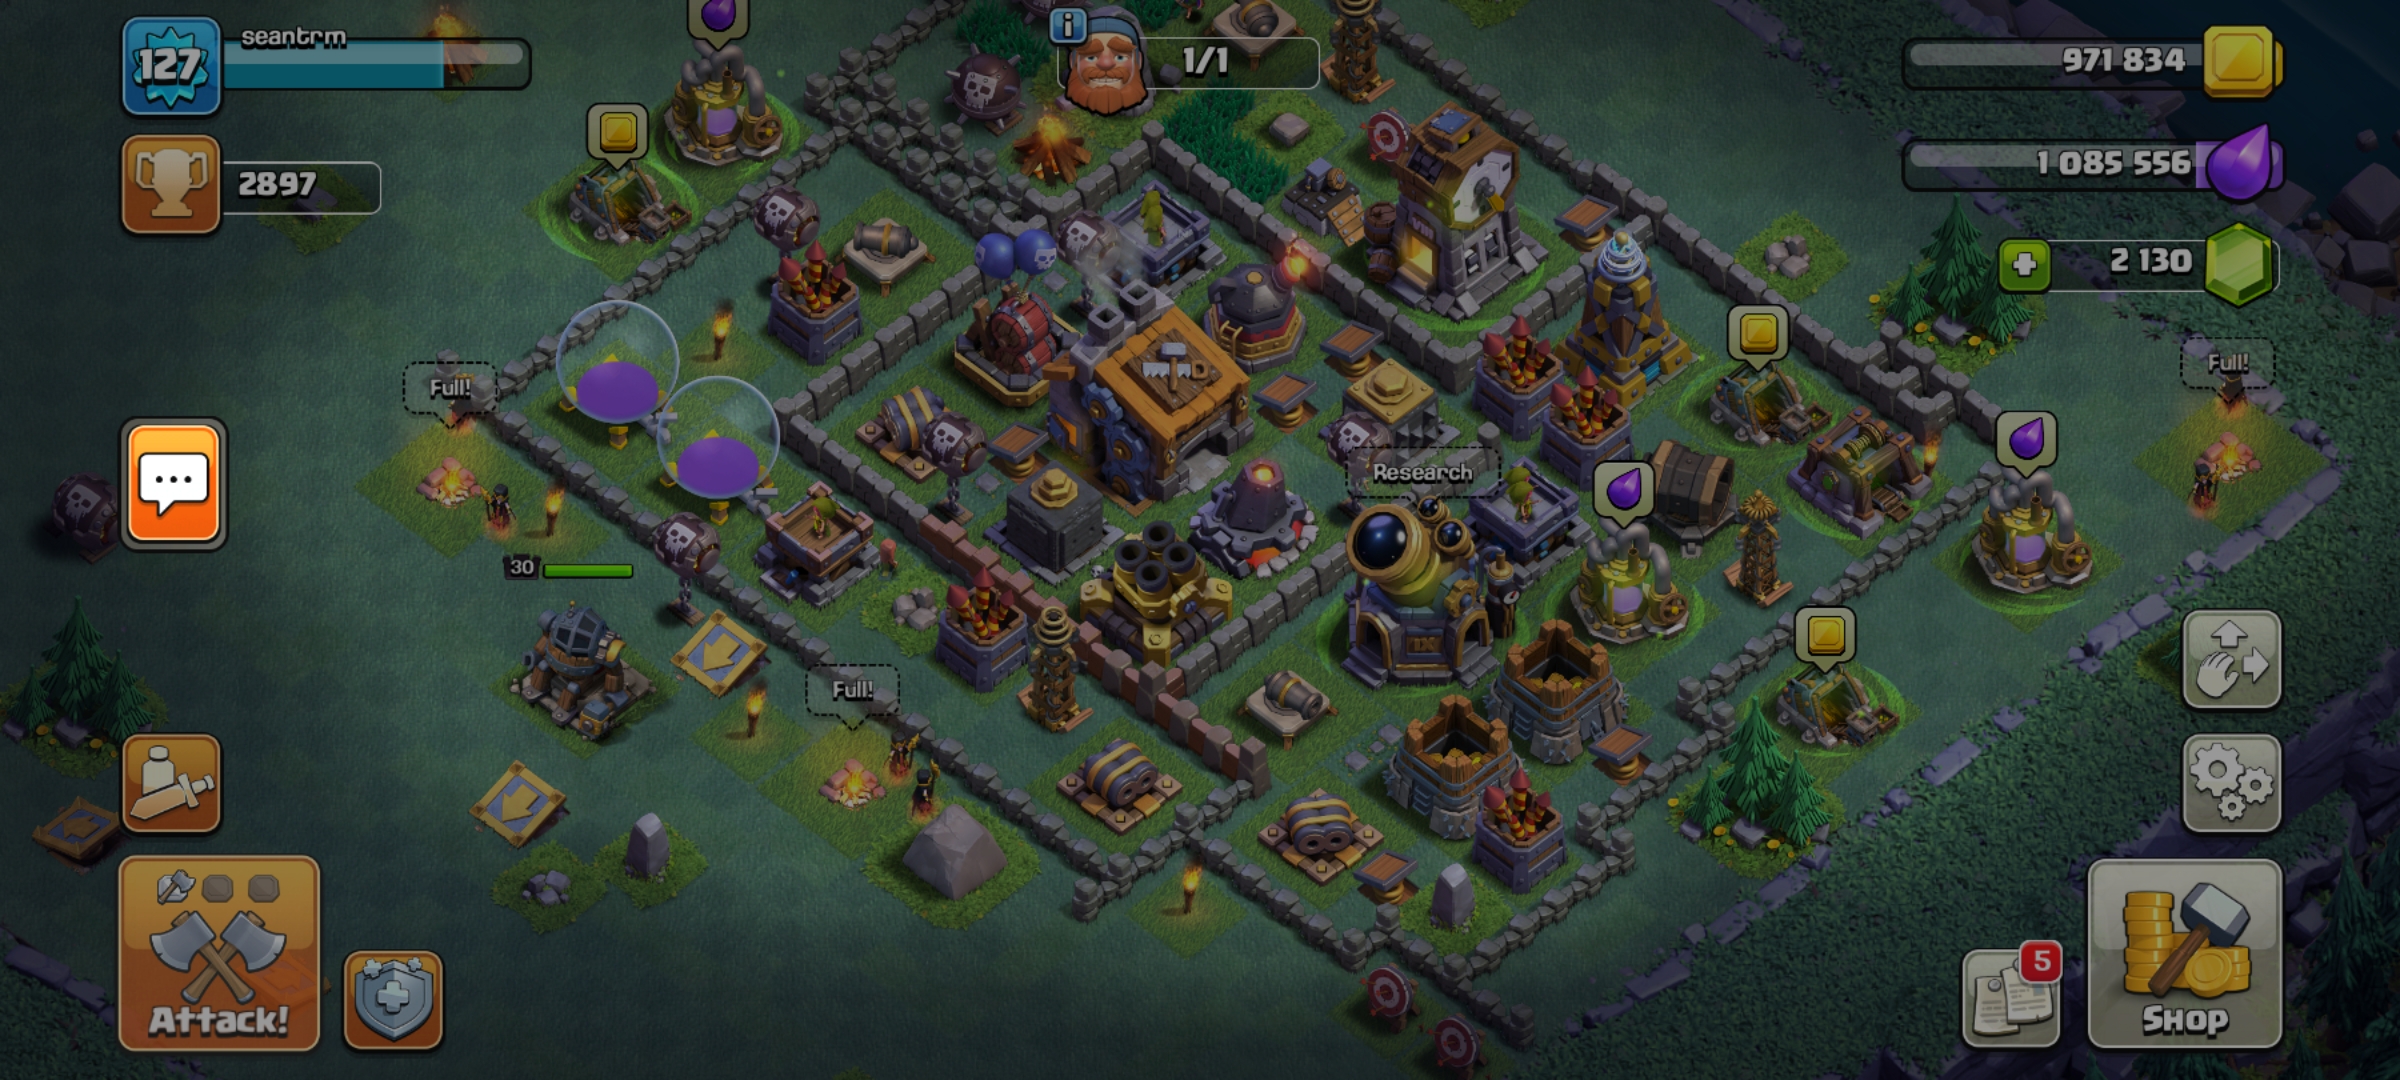 127
seantrm
1/1
971 834
2897
1 085 556
2 130
Full!
Full!
Research
30
Full!
5
Attack!
Shop